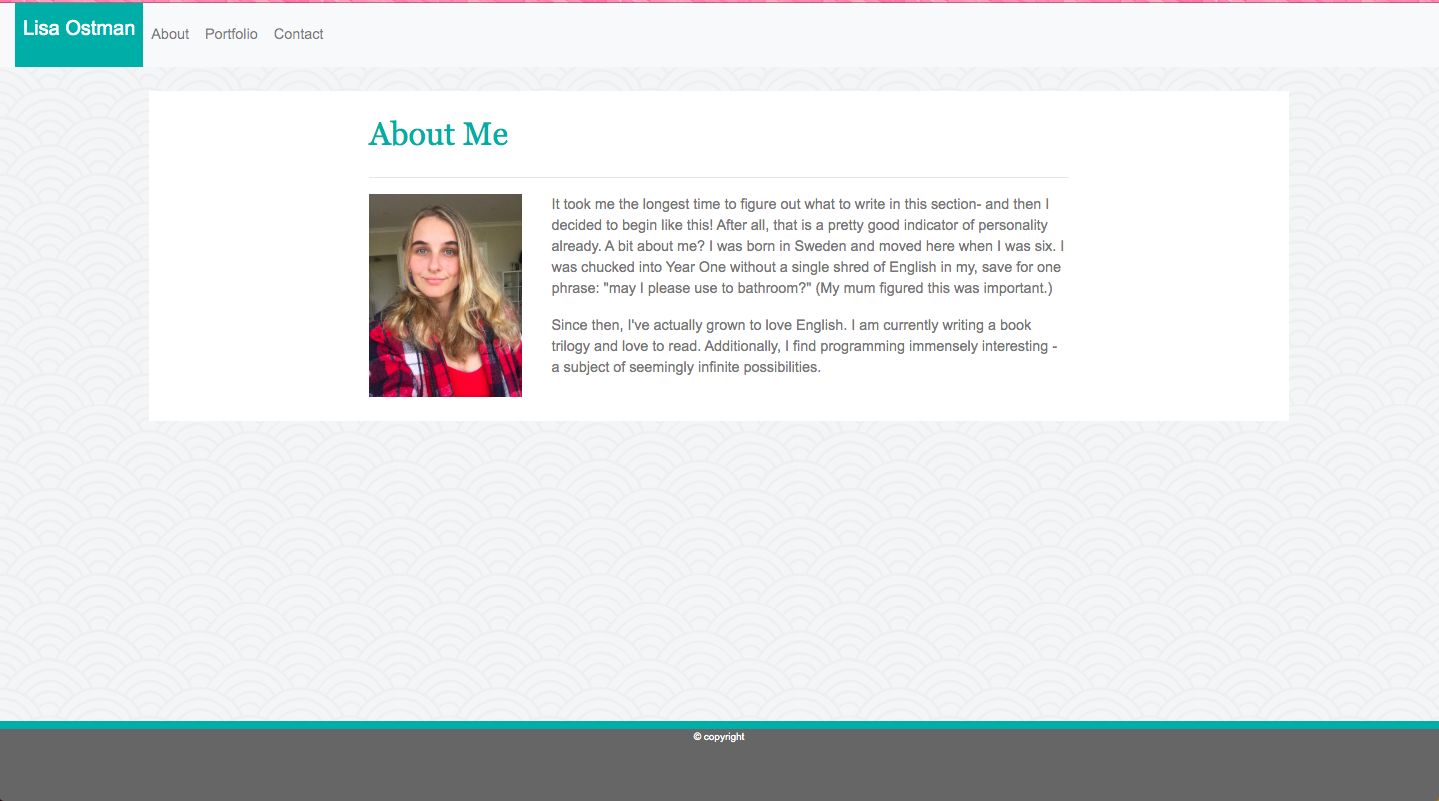 Lisa Ostman
About Portfolio Contact
About Me
It took me the longest time to figure out what to write in this section- and then I
decided to begin like this! After all, that is a pretty good indicator of personality
already. A bit about me? I was born in Sweden and moved here when I was six. I
was chucked into Year One without a single shred of English in my, save for one
phrase: "may I please use to bathroom?" (My mum figured this was important.)
Since then, I've actually grown to love English. I am currently writing a book
trilogy and love to read. Additionally, I find programming immensely interesting -
a subject of seemingly infinite possibilities.
© copyright